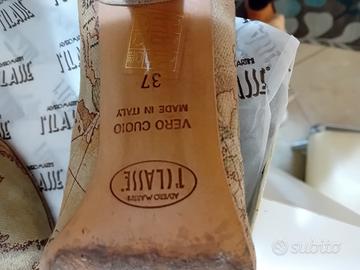 37
VERO CUOIO
MADE IN ITALY
ALVIERO MARTINI
1ª CLASSE
subito